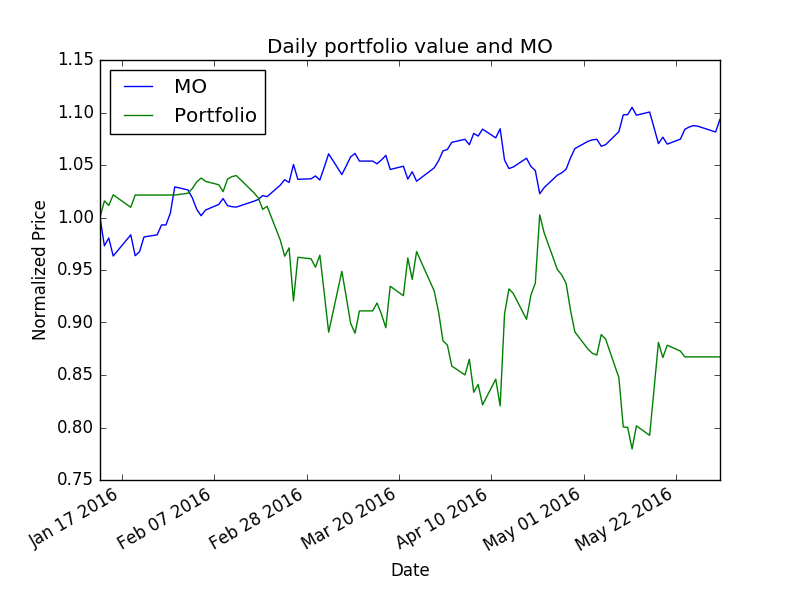 Daily portfolio value and MO
1.15
1.10
1.05
1.00
0.95
0.90
0.85
0.80
0.75
Normalized Price
MO
Portfolio
Jan 17 2016
Feb 07 2016
Feb 28 2016
Mar 20 2016
Apr 10 2016
May 01 2016
May 22 2016
Date